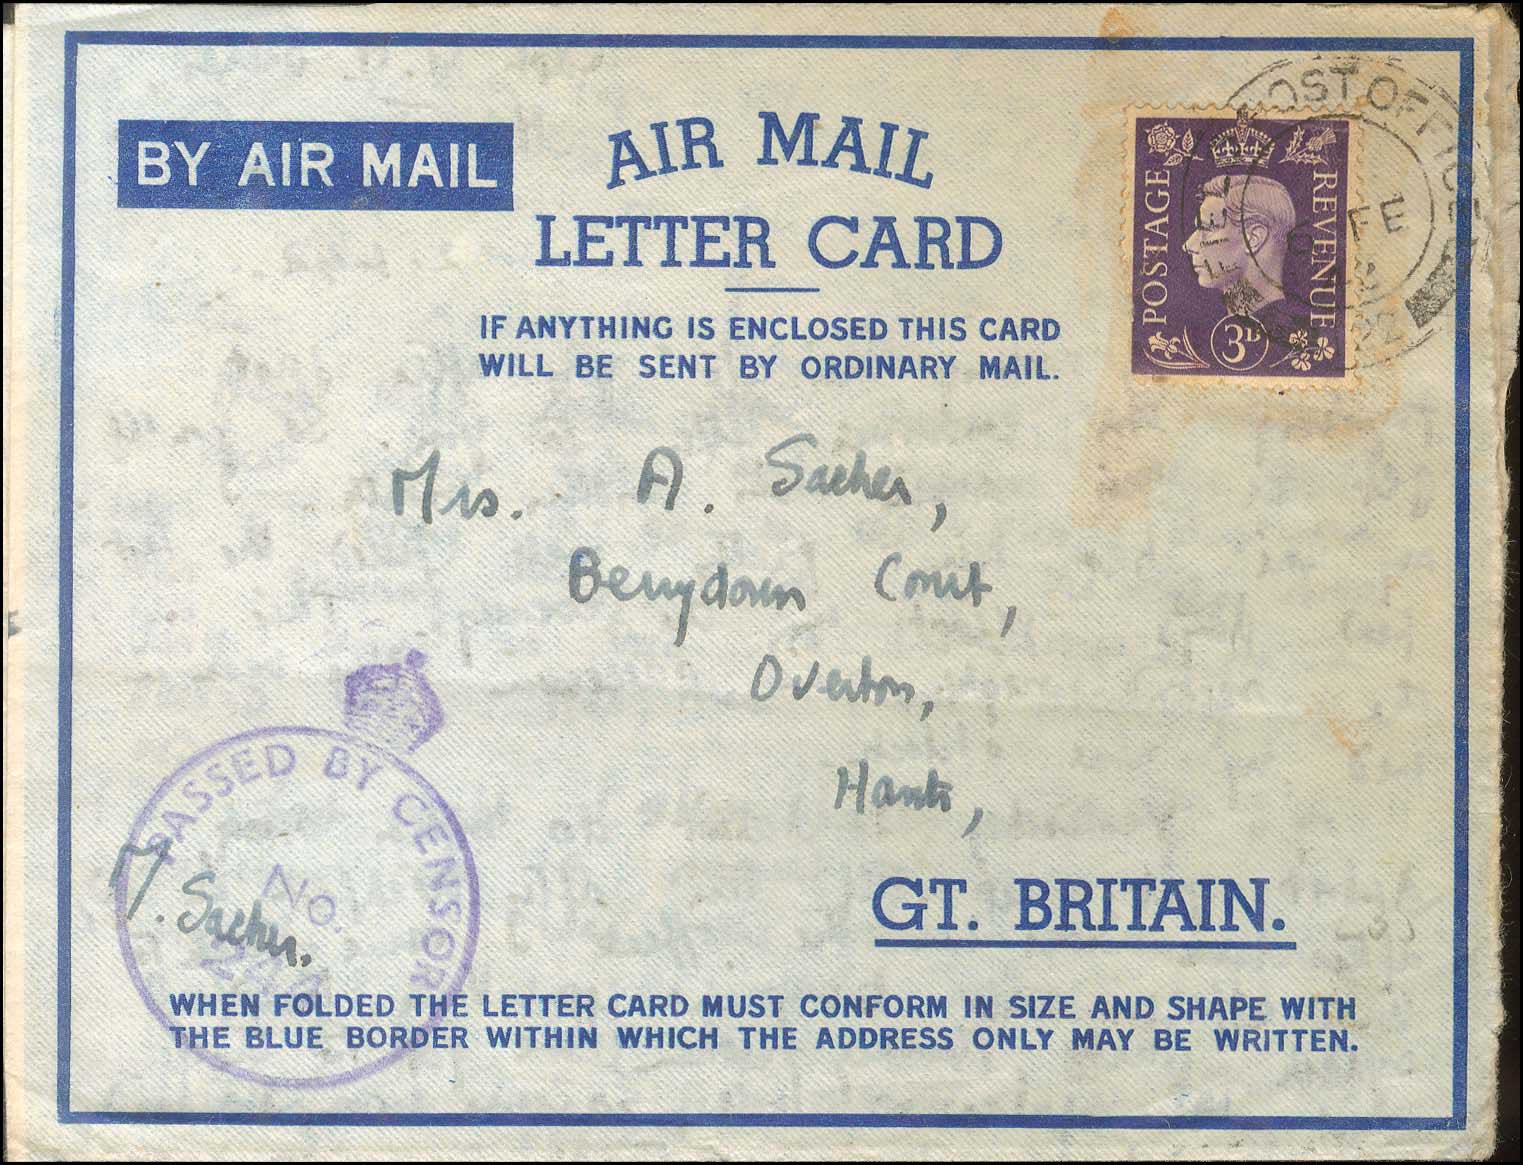 BY AIR MAIL
AIR MAIL
LETTER CARD
IF ANYTHING IS ENCLOSED THIS CARD
WILL BE SENT BY ORDINARY MAIL.
POSTAGE
REVENUE
3D
POST OFFICE
FE
Mrs. A. Sacher,
Berrydown Court,
Overton,
Hants,
GT. BRITAIN.
PASSED BY CENSOR
No.
M. Sacher.
WHEN FOLDED THE LETTER CARD MUST CONFORM IN SIZE AND SHAPE WITH
THE BLUE BORDER WITHIN WHICH THE ADDRESS ONLY MAY BE WRITTEN.